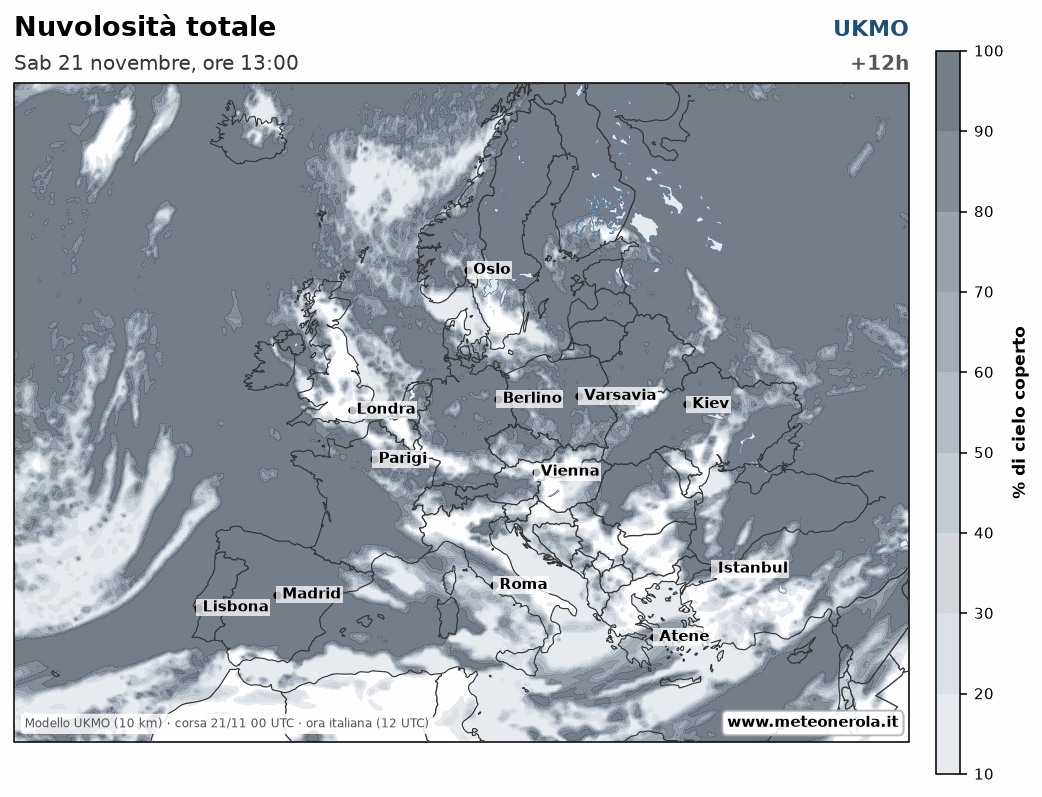 Nuvolosità totale
UKMO
Sab 21 novembre, ore 13:00
+12h
100
90
80
70
60
50
40
30
20
10
% di cielo coperto
Oslo
Berlino
Varsavia
Kiev
Londra
Parigi
Vienna
Istanbul
Roma
Madrid
Lisbona
Atene
Modello UKMO (10 km) · corsa 21/11 00 UTC · ora italiana (12 UTC)
www.meteonerola.it